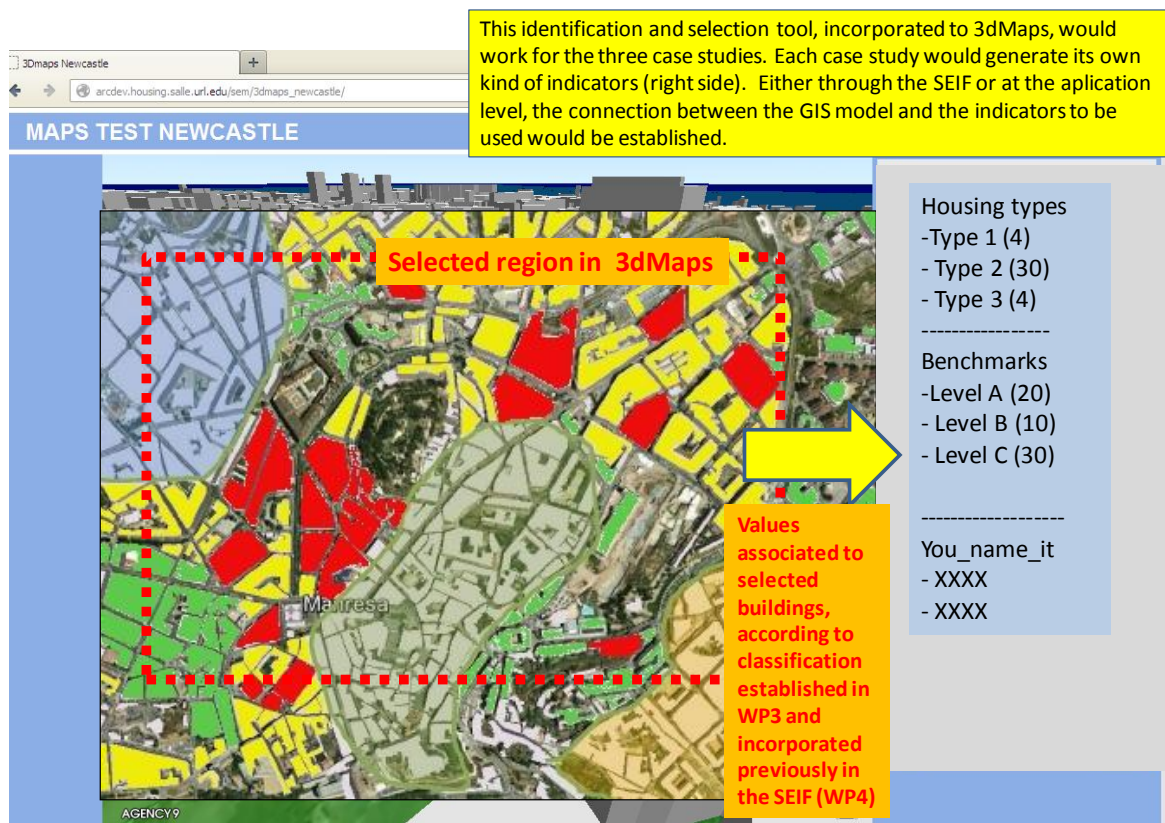 This identification and selection tool, incorporated to 3dMaps, would
work for the three case studies. Each case study would generate its own
kind of indicators (right side). Either through the SEIF or at the aplication
level, the connection between the GIS model and the indicators to be
used would be established.
3Dmaps Newcastle
arcdev.housing.salle.url.edu/sem/3dmaps_newcastle/
MAPS TEST NEWCASTLE
Selected region in 3dMaps
Housing types
-Type 1 (4)
- Type 2 (30)
- Type 3 (4)
-----------------
Benchmarks
-Level A (20)
- Level B (10)
- Level C (30)
-------------------
You_name_it
- XXXX
- XXXX
Values
associated to
selected
buildings,
according to
classification
established in
WP3 and
incorporated
previously in
the SEIF (WP4)
Manresa
AGENCY9